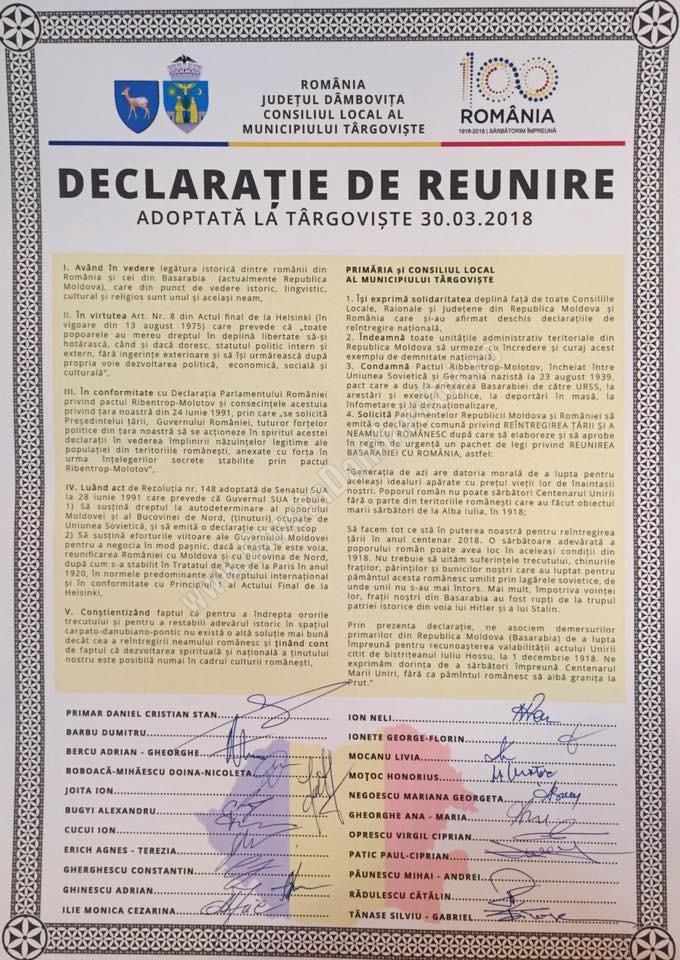 ROMÂNIA
JUDEȚUL DÂMBOVIȚA
CONSILIUL LOCAL AL
MUNICIPIULUI TÂRGOVIȘTE
100
ROMÂNIA
1918-2018 | SĂRBĂTORIM ÎMPREUNĂ
DECLARAȚIE DE REUNIRE
ADOPTATĂ LA TÂRGOVIȘTE 30.03.2018
I. Având în vedere legătura istorică dintre românii din
România și cei din Basarabia (actualmente Republica
Moldova), care din punct de vedere istoric, lingvistic,
cultural și religios sunt unul și același neam,
II. În virtutea Art. Nr. 8 din Actul final de la Helsinki (în
vigoare din 13 august 1975) care prevede că „toate
popoarele au mereu dreptul în deplină libertate să-și
hotărască, când și dacă doresc, statutul politic intern și
extern, fără ingerințe exterioare și să își urmărească după
propria voie dezvoltarea politică, economică, socială și
culturală”,
III. În conformitate cu Declarația Parlamentului României
privind pactul Ribentrop-Molotov și consecințele acestuia
privind țara noastră din 24 iunie 1991, prin care „se solicită
Președintelui țării, Guvernului României, tuturor forțelor
politice din țara noastră să se acționeze în spiritul acestei
declarații în vederea împlinirii năzuințelor legitime ale
populației din teritoriile românești, anexate cu forța în
urma înțelegerilor secrete stabilite prin pactul
Ribentrop-Molotov”,
IV. Luând act de Rezoluția nr. 148 adoptată de Senatul SUA
la 28 iunie 1991 care prevede că Guvernul SUA trebuie:
1) Să susțină dreptul la autodeterminare al poporului
Moldovei și al Bucovinei de Nord, (ținuturi) ocupate de
Uniunea Sovietică, și să emită o declarație cu acest scop
2) Să susțină eforturile viitoare ale Guvernului Moldovei
pentru a negocia în mod pașnic, dacă aceasta le este voia,
reunificarea României cu Moldova și cu Bucovina de Nord,
după cum s-a stabilit în Tratatul de Pace de la Paris în anul
1920, în normele predominante ale dreptului internațional
și în conformitate cu Principiul 1 al Actului Final de la
Helsinki,
V. Conștientizând faptul că pentru a îndrepta ororile
trecutului și pentru a restabili adevărul istoric în spațiul
carpato-danubiano-pontic nu există o altă soluție mai bună
decât cea a reîntregirii neamului românesc și ținând cont
de faptul că dezvoltarea spirituală și națională a ținutului
nostru este posibilă numai în cadrul culturii românești,
PRIMĂRIA și CONSILIUL LOCAL
AL MUNICIPIULUI TÂRGOVIȘTE
1. Își exprimă solidaritatea deplină față de toate Consiliile
Locale, Raionale și Județene din Republica Moldova și
România care și-au afirmat deschis declarațiile de
reîntregire națională,
2. Îndeamnă toate unitățile administrativ teritoriale din
Republica Moldova să urmeze cu încredere și curaj acest
exemplu de demnitate națională,
3. Condamnă Pactul Ribbentrop-Molotov, încheiat între
Uniunea Sovietică și Germania nazistă la 23 august 1939,
pact care a dus la anexarea Basarabiei de către URSS, la
arestări și execuții publice, la deportări în masă, la
înfometare și la deznaționalizare,
4. Solicită Parlamentelor Republicii Moldova și României să
emită o declarație comună privind REÎNTREGIREA ȚĂRII ȘI A
NEAMULUI ROMÂNESC după care să elaboreze și să aprobe
în regim de urgență un pachet de legi privind REUNIREA
BASARABIEI CU ROMÂNIA, astfel:
"Generația de azi are datoria morală de a lupta pentru
aceleași idealuri apărate cu prețul vieții lor de înaintașii
noștri. Poporul român nu poate sărbători Centenarul Unirii
fără o parte din teritoriile românești care au făcut obiectul
marii sărbători de la Alba Iulia, în 1918;
Să facem tot ce stă în puterea noastră pentru reîntregirea
țării în anul centenar 2018. O sărbătoare adevărată a
poporului român poate avea loc în aceleași condiții din
1918. Nu trebuie să uităm suferințele trecutului, chinurile
fraților, părinților și bunicilor noștri care au luptat pentru
pământul acesta românesc umilit prin lagărele sovietice, de
unde unii nu s-au mai întors. Mai mult, împotriva voinței
lor, frații noștri din Basarabia au fost rupți de la trupul
patriei istorice din voia lui Hitler și a lui Stalin.
Prin prezenta declarație, ne asociem demersurilor
primarilor din Republica Moldova (Basarabia) de a lupta
împreună pentru recunoașterea valabilității actului Unirii
citit de bistrițeanul Iuliu Hossu, la 1 decembrie 1918. Ne
exprimăm dorința de a sărbători împreună Centenarul
Marii Uniri, fără ca pământul românesc să aibă granița la
Prut.”
PRIMAR DANIEL CRISTIAN STAN
BARBU DUMITRU
BERCU ADRIAN - GHEORGHE
BOBOACĂ-MIHĂESCU DOINA-NICOLETA
JOITA ION
BUGYI ALEXANDRU
CUCUI ION
ERICH AGNES - TEREZIA
GHERGHESCU CONSTANTIN
GHINESCU ADRIAN
ILIE MONICA CEZARINA
ION NELI
IONETE GEORGE-FLORIN
MOCANU LIVIA
MOȚOC HONORIUS
NEGOESCU MARIANA GEORGETA
GHEORGHE ANA - MARIA
OPRESCU VIRGIL CIPRIAN
PATIC PAUL-CIPRIAN
PĂUNESCU MIHAI - ANDREI
RĂDULESCU CĂTĂLIN
TĂNASE SILVIU - GABRIEL